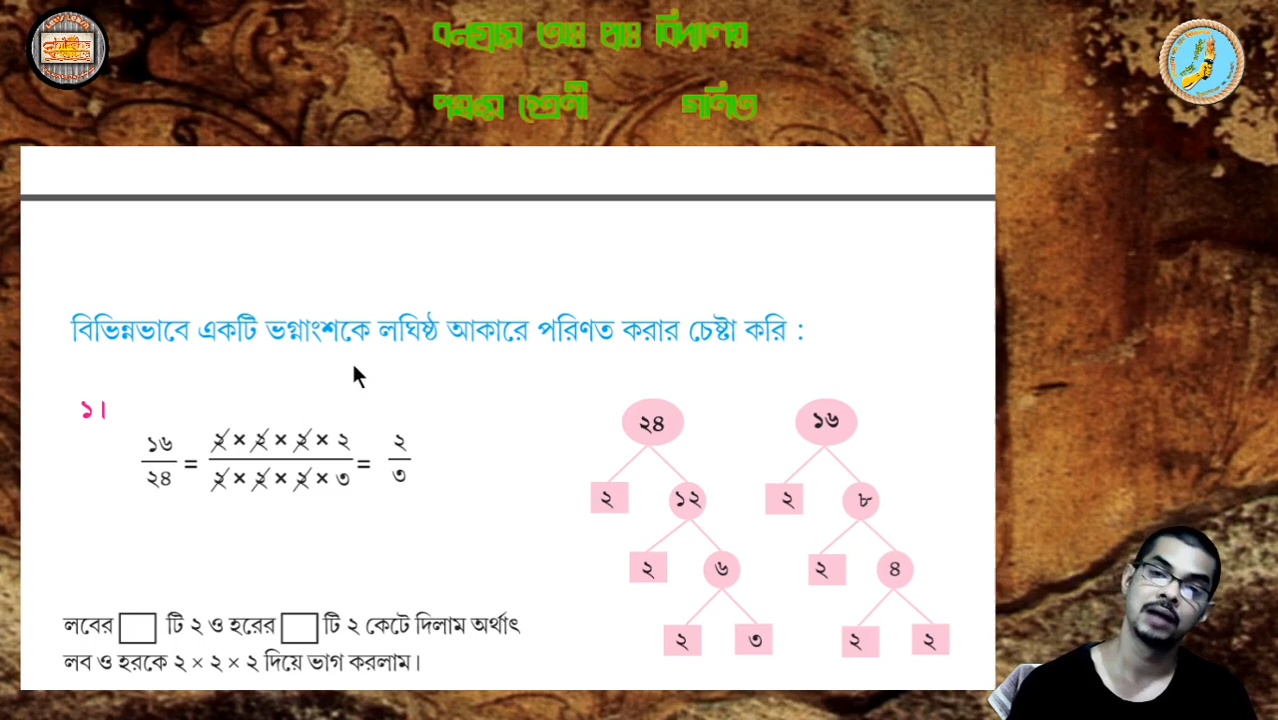 বনগ্রাম অঃ প্রাঃ বিদ্যালয়
পঞ্চম শ্রেণী গণিত
বিভিন্নভাবে একটি ভগ্নাংশকে লঘিষ্ঠ আকারে পরিণত করার চেষ্টা করি :
১।
১৬/২৪ = ২ × ২ × ২ × ২/২ × ২ × ২ × ৩ = ২/৩
২৪ ১৬
২ ১২ ২ ৮
২ ৬ ২ ৪
২ ৩ ২ ২
লবের টি ২ ও হরের টি ২ কেটে দিলাম অর্থাৎ
লব ও হরকে ২ × ২ × ২ দিয়ে ভাগ করলাম।